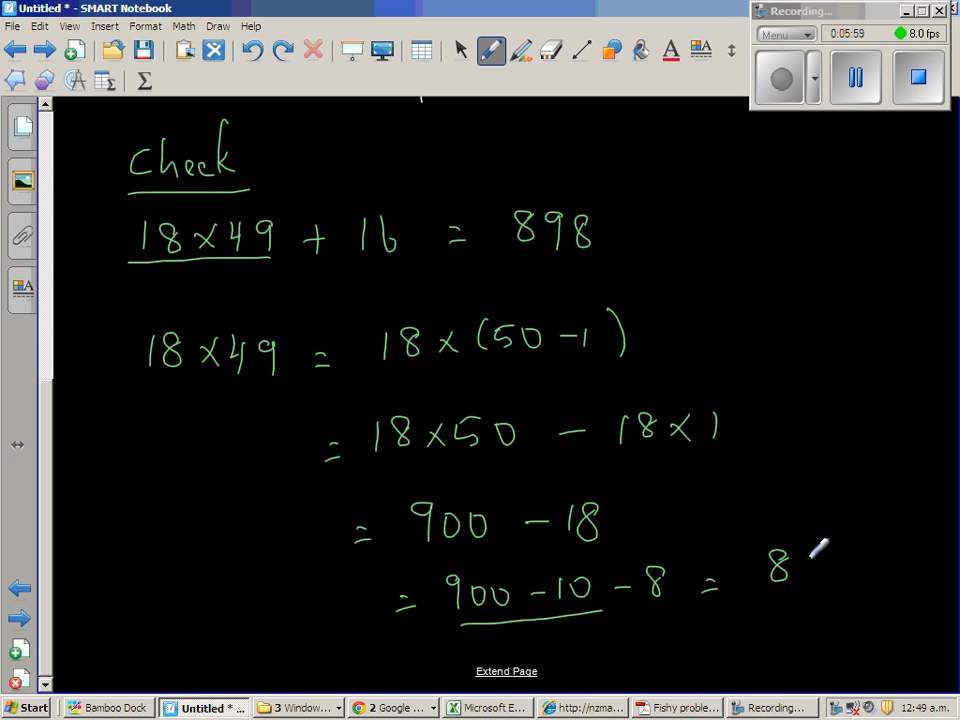 Untitled * - SMART Notebook
Recording...
File Edit View Insert Format Tools Math Draw Help
Menu 0:05:59 8.0 fps
Check
18 × 49 + 16 = 898
18 × 49 = 18 × (50 - 1)
= 18 × 50 - 18 × 1
= 900 - 18
= 900 - 10 - 8 = 8
Extend Page
Start Bamboo Dock Untitled * ... 3 Window... 2 Google ... Microsoft E... http://nzma... Fishy proble... Recording... 12:49 a.m.